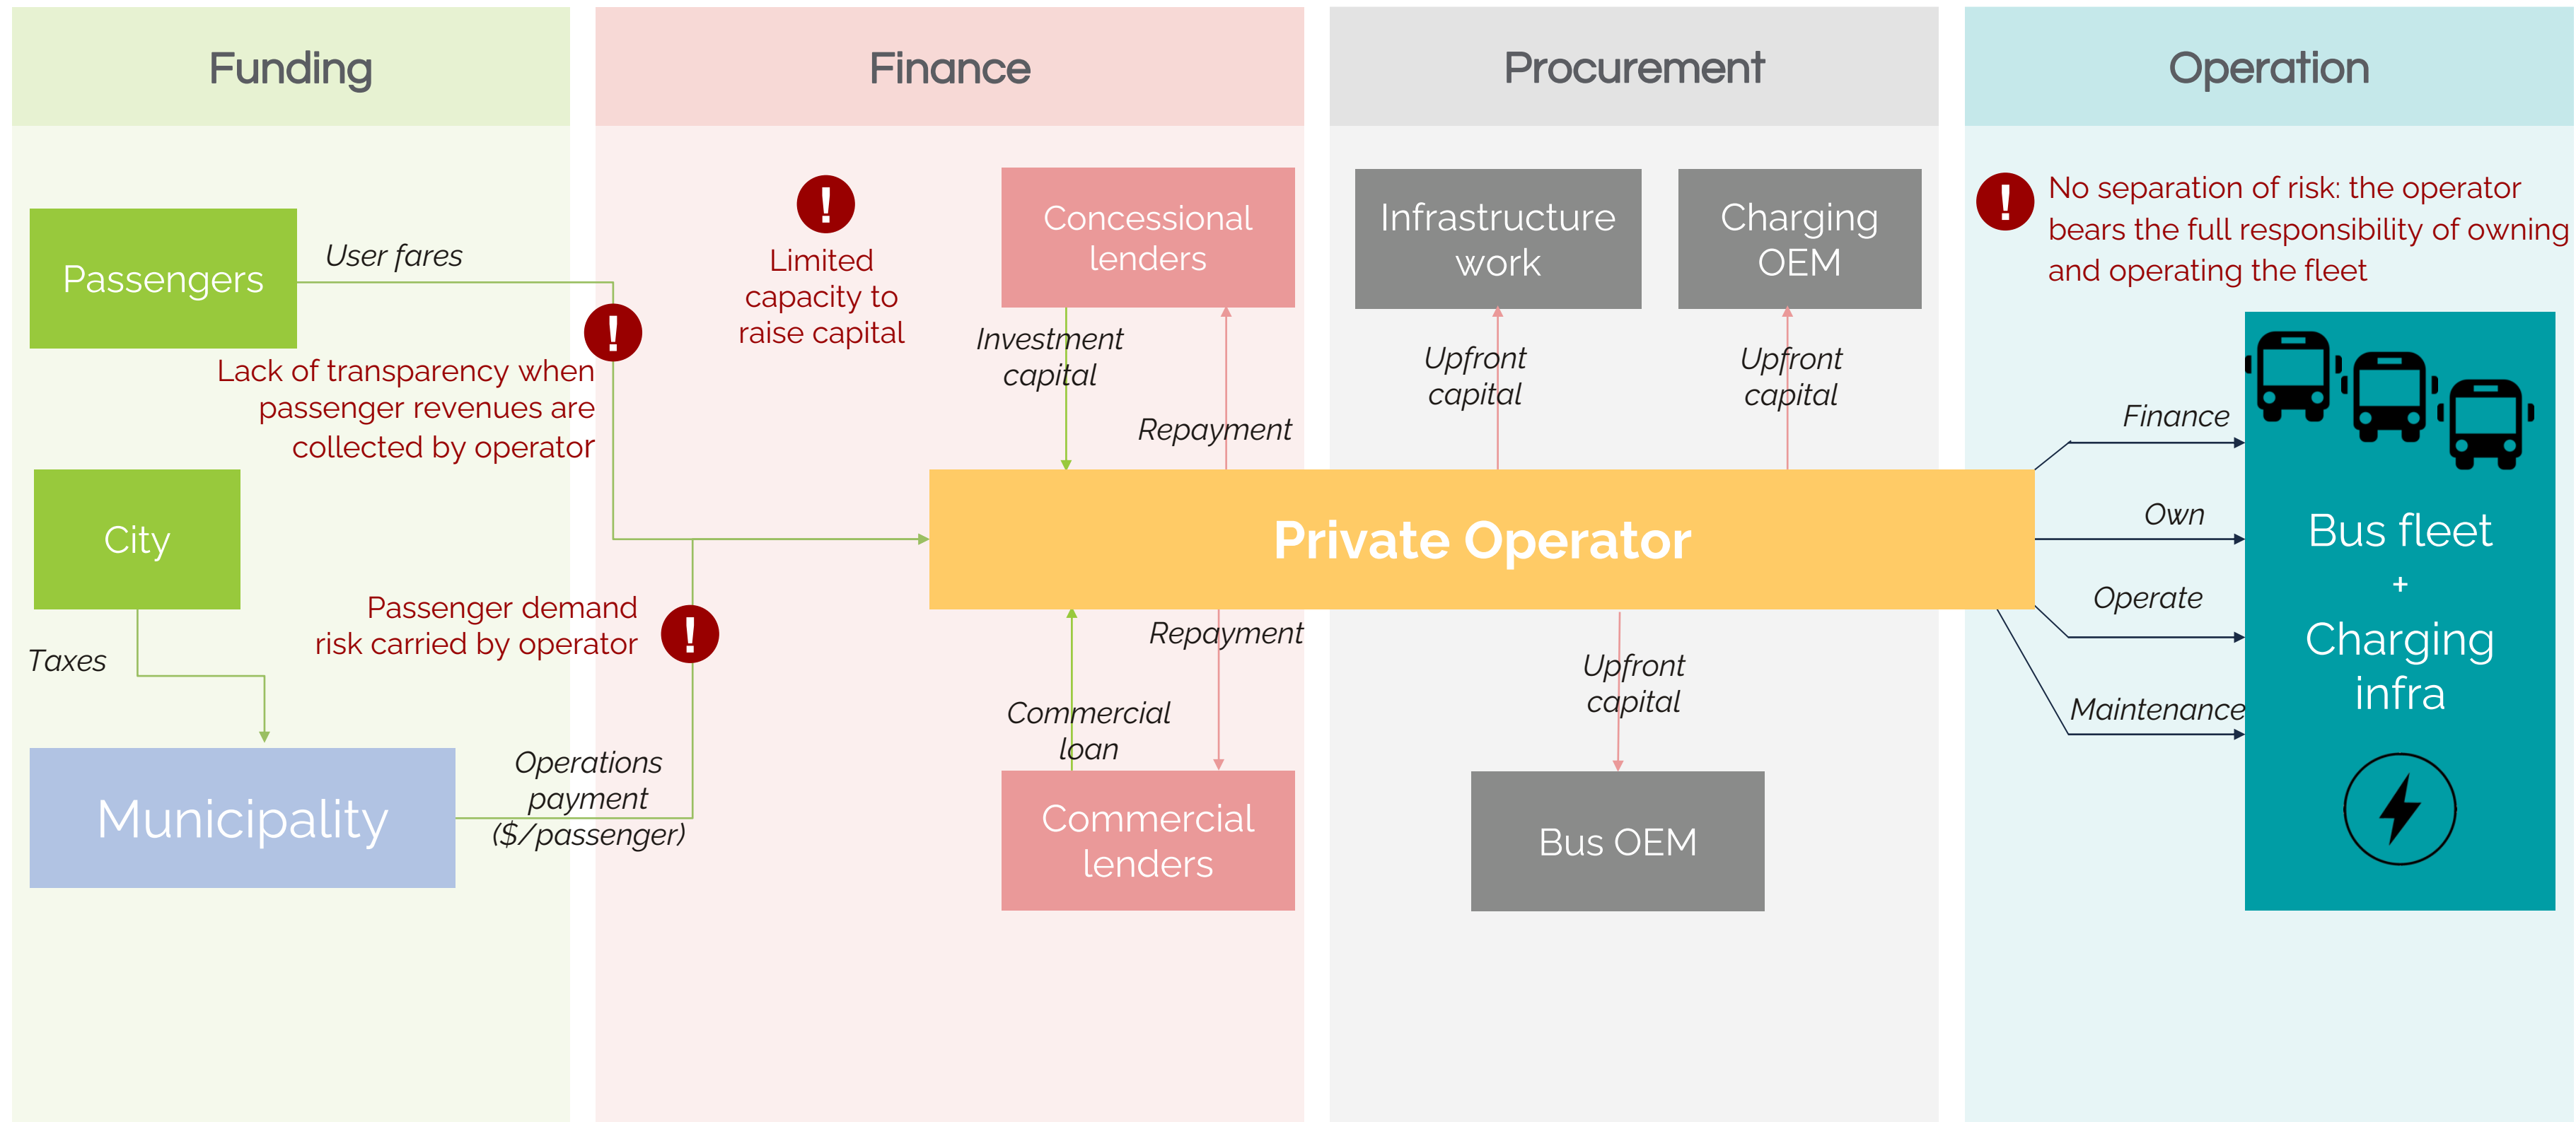 Funding
Finance
Procurement
Operation
Passengers
User fares
!
Lack of transparency when
passenger revenues are
collected by operator
City
Taxes
Passenger demand
risk carried by operator
!
Municipality
Operations
payment
($/passenger)
!
Limited
capacity to
raise capital
Concessional
lenders
Investment
capital
Repayment
Private Operator
Repayment
Commercial
loan
Commercial
lenders
Infrastructure
work
Charging
OEM
Upfront
capital
Upfront
capital
Upfront
capital
Bus OEM
!
No separation of risk: the operator
bears the full responsibility of owning
and operating the fleet
Finance
Own
Operate
Maintenance
Bus fleet
+
Charging
infra